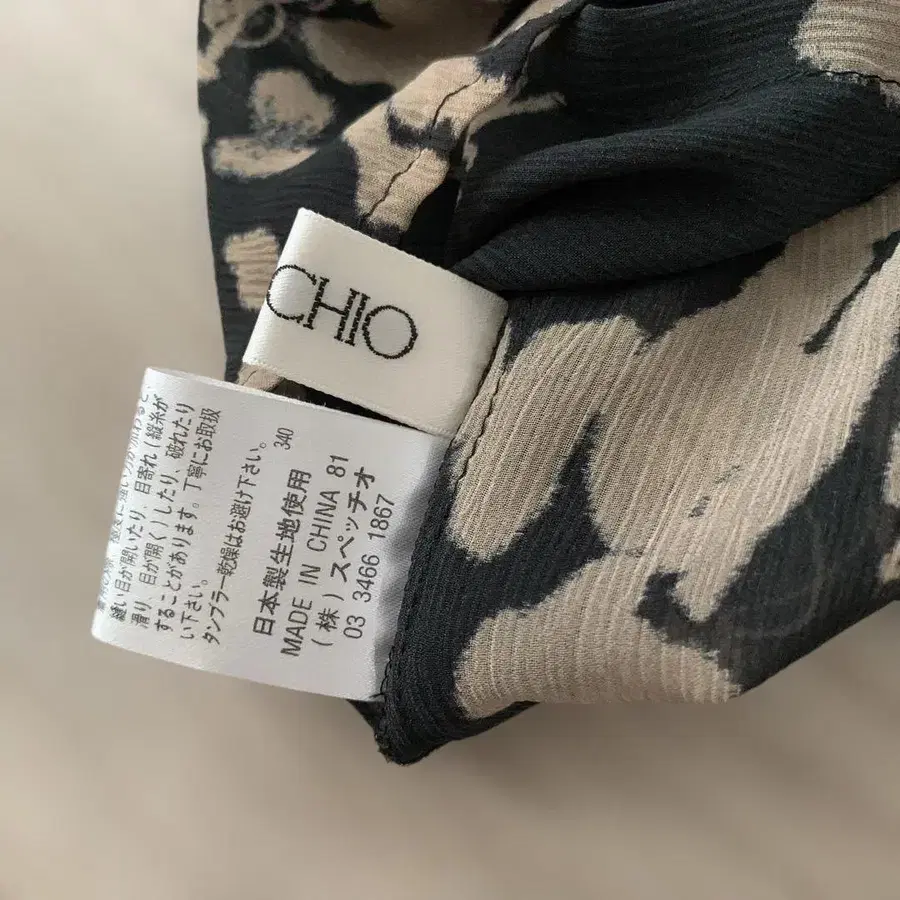 CHIO
縫い目が開いたり、目寄れ(縦糸が
滑り、目が開く)したり、破れたり
することがあります。丁寧にお取扱
い下さい。
タンブラー乾燥はお避け下さい。
340
日本製生地使用
MADE IN CHINA 81
(株)スペッチオ
03 3466 1867